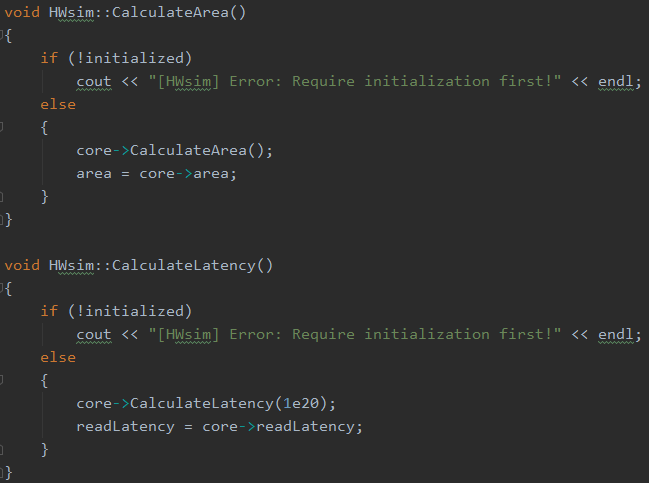 void HWsim::CalculateArea()
{
    if (!initialized)
        cout << "[HWsim] Error: Require initialization first!" << endl;
    else
    {
        core->CalculateArea();
        area = core->area;
    }
}

void HWsim::CalculateLatency()
{
    if (!initialized)
        cout << "[HWsim] Error: Require initialization first!" << endl;
    else
    {
        core->CalculateLatency(1e20);
        readLatency = core->readLatency;
    }
}